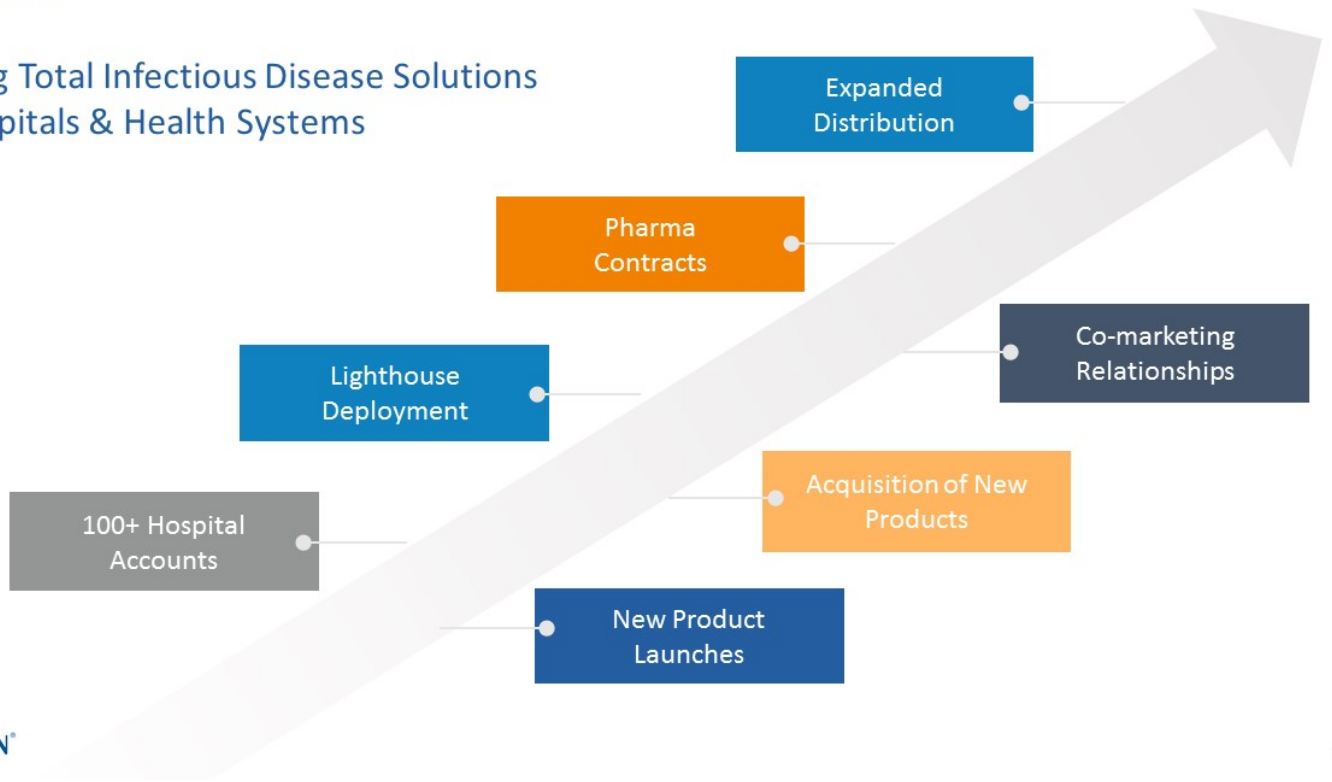 g Total Infectious Disease Solutions
pitals & Health Systems
Expanded
Distribution
Pharma
Contracts
Co-marketing
Relationships
Lighthouse
Deployment
Acquisition of New
Products
100+ Hospital
Accounts
New Product
Launches
N®